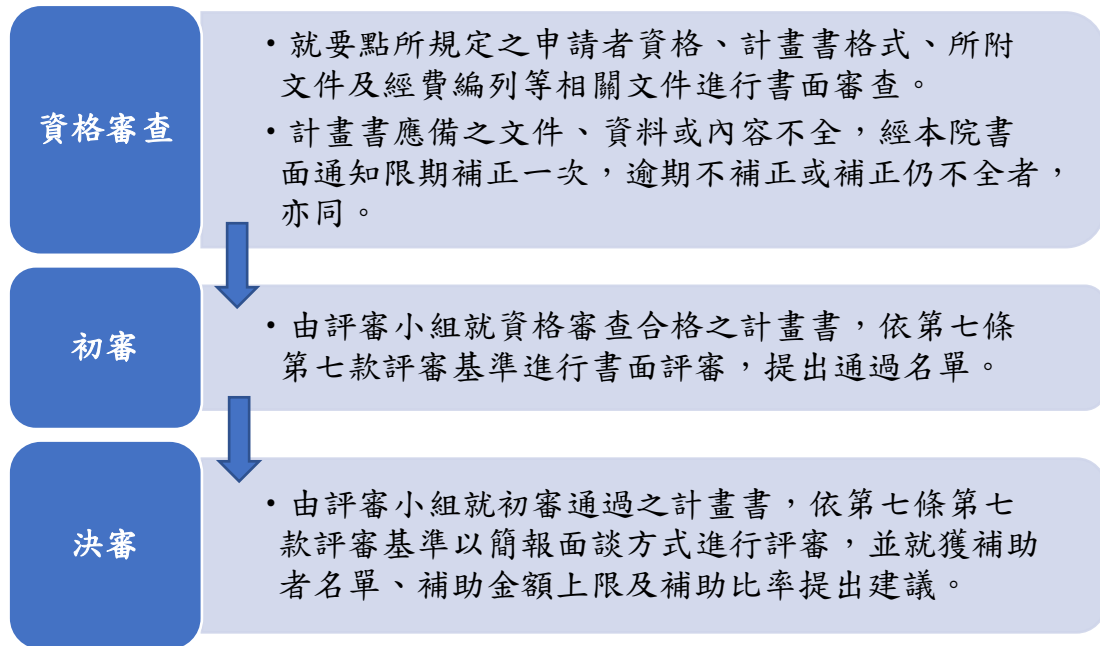 資格審查
・就要點所規定之申請者資格、計畫書格式、所附
文件及經費編列等相關文件進行書面審查。
・計畫書應備之文件、資料或內容不全，經本院書
面通知限期補正一次，逾期不補正或補正仍不全者，
亦同。
初審
・由評審小組就資格審查合格之計畫書，依第七條
第七款評審基準進行書面評審，提出通過名單。
決審
・由評審小組就初審通過之計畫書，依第七條第七
款評審基準以簡報面談方式進行評審，並就獲補助
者名單、補助金額上限及補助比率提出建議。